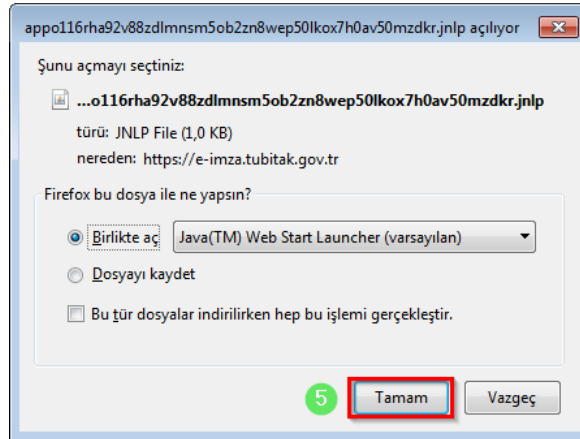 appo116rha92v88zdlmnsm5ob2zn8wep50lkox7h0av50mzdkr.jnlp açılıyor
Şunu açmayı seçtiniz:
...o116rha92v88zdlmnsm5ob2zn8wep50lkox7h0av50mzdkr.jnlp
türü: JNLP File (1,0 KB)
nereden: https://e-imza.tubitak.gov.tr
Firefox bu dosya ile ne yapsın?
Birlikte aç Java(TM) Web Start Launcher (varsayılan)
Dosyayı kaydet
Bu tür dosyalar indirilirken hep bu işlemi gerçekleştir.
5 Tamam Vazgeç